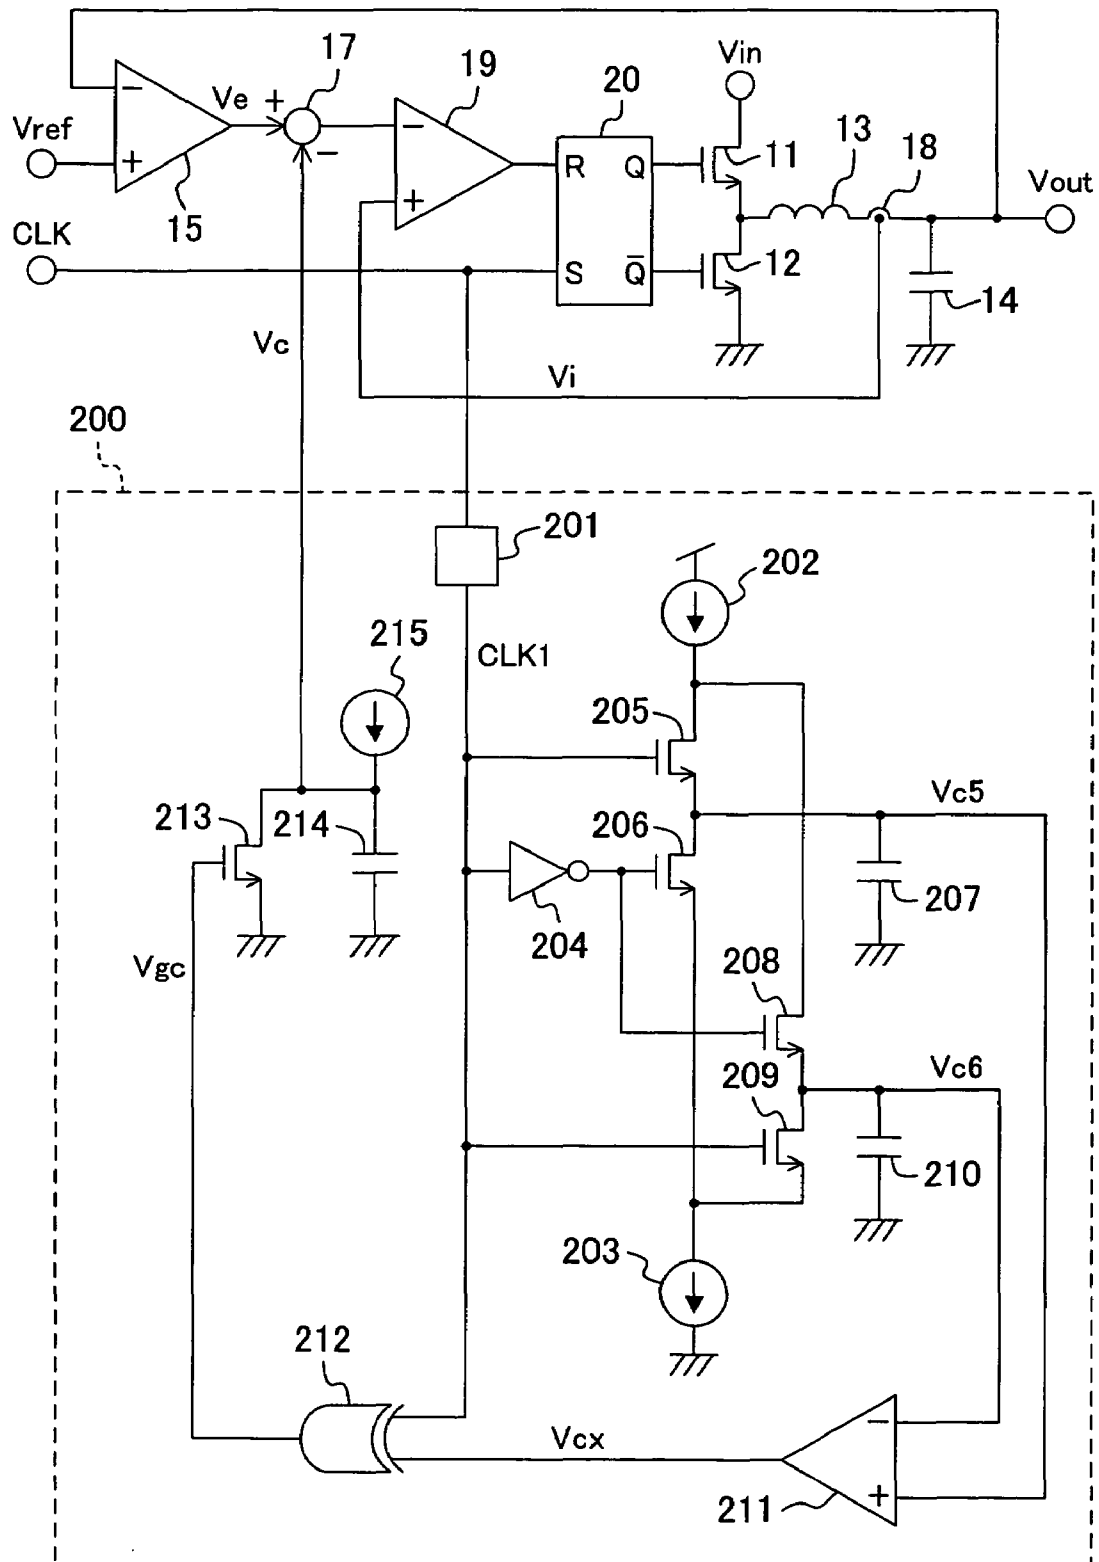 17
19
Vin
Ve
+
20
−
−
13
18
Vref
11
R
Q
Vout
+
−
+
15
CLK
12
S
Q̅
14
Vc
Vi
200
201
202
215
CLK1
205
Vc5
213
214
206
204
207
Vgc
208
Vc6
209
210
203
212
−
Vcx
+
211